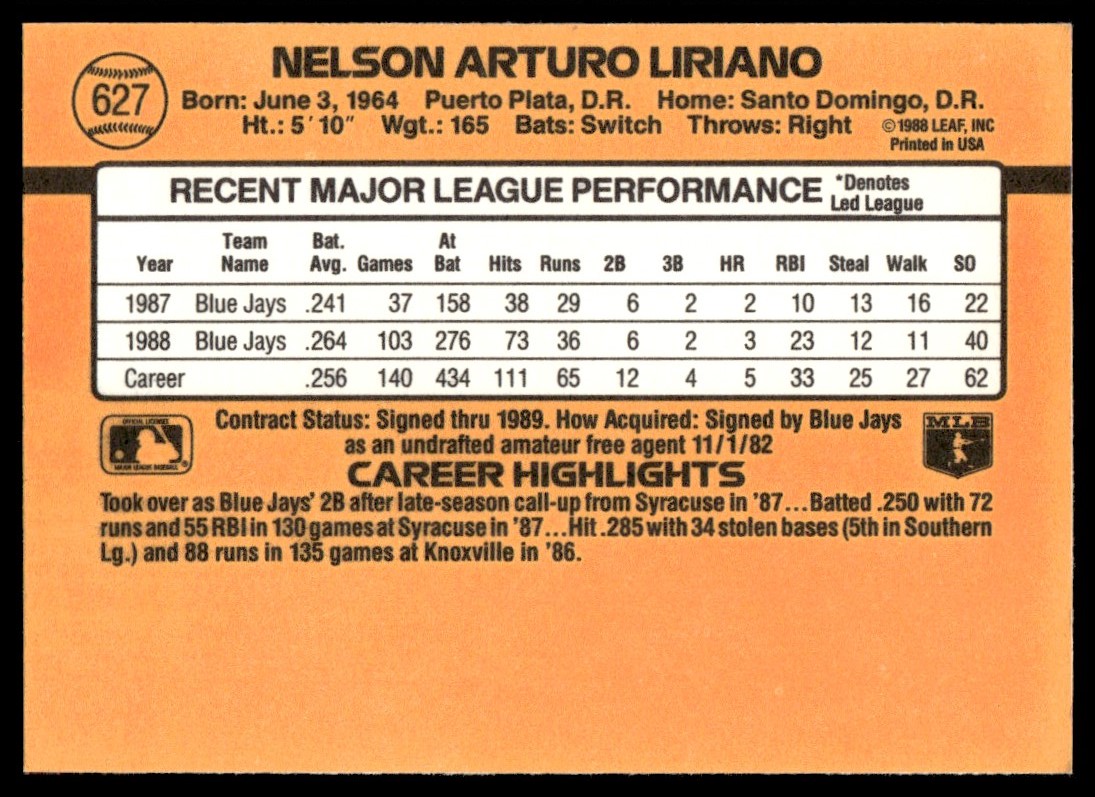 627
NELSON ARTURO LIRIANO
Born: June 3, 1964 Puerto Plata, D.R. Home: Santo Domingo, D.R.
Ht.: 5' 10" Wgt.: 165 Bats: Switch Throws: Right ©1988 LEAF, INC
Printed in USA
RECENT MAJOR LEAGUE PERFORMANCE *Denotes
Led League
Team Bat. At
Year Name Avg. Games Bat Hits Runs 2B 3B HR RBI Steal Walk SO
1987 Blue Jays .241 37 158 38 29 6 2 2 10 13 16 22
1988 Blue Jays .264 103 276 73 36 6 2 3 23 12 11 40
Career .256 140 434 111 65 12 4 5 33 25 27 62
Contract Status: Signed thru 1989. How Acquired: Signed by Blue Jays
as an undrafted amateur free agent 11/1/82
OFFICIAL LICENSEE
MAJOR LEAGUE BASEBALL ®
MLB
CAREER HIGHLIGHTS
Took over as Blue Jays' 2B after late-season call-up from Syracuse in '87...Batted .250 with 72
runs and 55 RBI in 130 games at Syracuse in '87...Hit .285 with 34 stolen bases (5th in Southern
Lg.) and 88 runs in 135 games at Knoxville in '86.